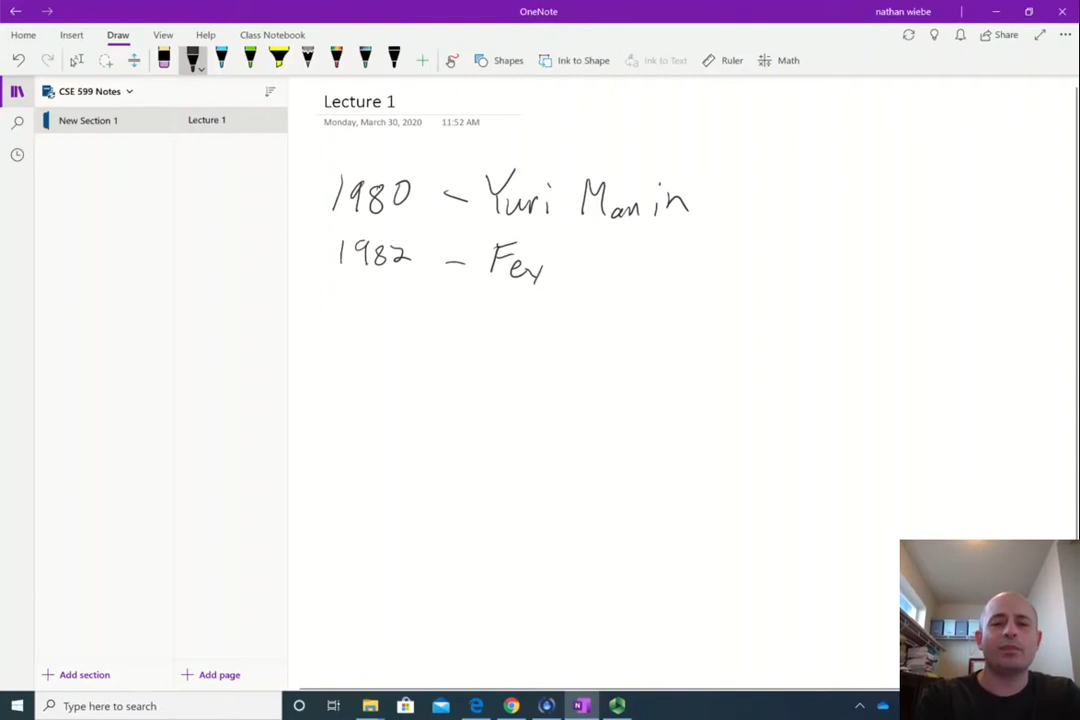 OneNote
nathan wiebe
Home Insert Draw View Help Class Notebook
Share
Shapes Ink to Shape Ink to Text Ruler Math
CSE 599 Notes
New Section 1
Lecture 1
Lecture 1
Monday, March 30, 2020 11:52 AM
1980 - Yuri Manin
1982 - Fey
Add section
Add page
Type here to search